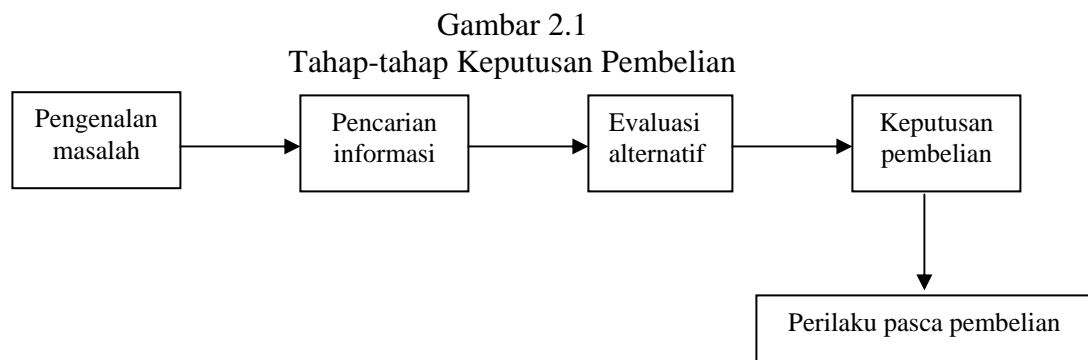 Gambar 2.1
Tahap-tahap Keputusan Pembelian
Pengenalan
masalah
Pencarian
informasi
Evaluasi
alternatif
Keputusan
pembelian
Perilaku pasca pembelian